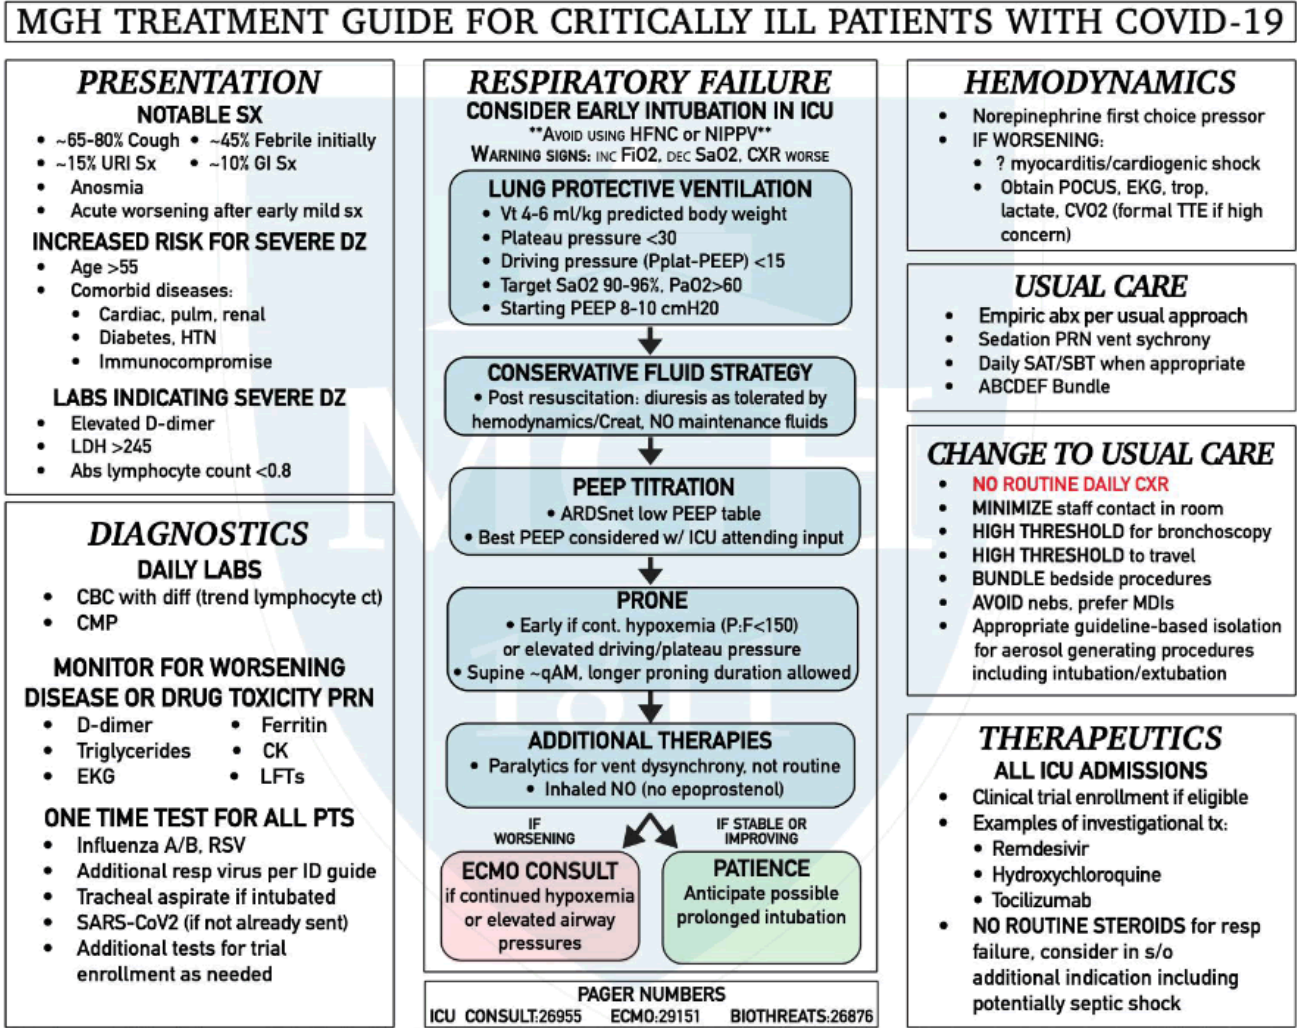 MGH TREATMENT GUIDE FOR CRITICALLY ILL PATIENTS WITH COVID-19
PRESENTATION
NOTABLE SX
• ~65-80% Cough • ~45% Febrile initially
• ~15% URI Sx • ~10% GI Sx
• Anosmia
• Acute worsening after early mild sx
INCREASED RISK FOR SEVERE DZ
• Age >55
• Comorbid diseases:
• Cardiac, pulm, renal
• Diabetes, HTN
• Immunocompromise
LABS INDICATING SEVERE DZ
• Elevated D-dimer
• LDH >245
• Abs lymphocyte count <0.8
DIAGNOSTICS
DAILY LABS
• CBC with diff (trend lymphocyte ct)
• CMP
MONITOR FOR WORSENING
DISEASE OR DRUG TOXICITY PRN
• D-dimer • Ferritin
• Triglycerides • CK
• EKG • LFTs
ONE TIME TEST FOR ALL PTS
• Influenza A/B, RSV
• Additional resp virus per ID guide
• Tracheal aspirate if intubated
• SARS-CoV2 (if not already sent)
• Additional tests for trial
enrollment as needed
RESPIRATORY FAILURE
CONSIDER EARLY INTUBATION IN ICU
**AVOID USING HFNC or NIPPV**
WARNING SIGNS: INC FiO2, DEC SaO2, CXR WORSE
LUNG PROTECTIVE VENTILATION
• Vt 4-6 ml/kg predicted body weight
• Plateau pressure <30
• Driving pressure (Pplat-PEEP) <15
• Target SaO2 90-96%, PaO2>60
• Starting PEEP 8-10 cmH20
CONSERVATIVE FLUID STRATEGY
• Post resuscitation: diuresis as tolerated by
hemodynamics/Creat, NO maintenance fluids
PEEP TITRATION
• ARDSnet low PEEP table
• Best PEEP considered w/ ICU attending input
PRONE
• Early if cont. hypoxemia (P:F<150)
or elevated driving/plateau pressure
• Supine ~qAM, longer proning duration allowed
ADDITIONAL THERAPIES
• Paralytics for vent dysynchrony, not routine
• Inhaled NO (no epoprostenol)
IF
WORSENING
IF STABLE OR
IMPROVING
ECMO CONSULT
if continued hypoxemia
or elevated airway
pressures
PATIENCE
Anticipate possible
prolonged intubation
PAGER NUMBERS
ICU CONSULT:26955 ECMO:29151 BIOTHREATS:26876
HEMODYNAMICS
• Norepinephrine first choice pressor
• IF WORSENING:
• ? myocarditis/cardiogenic shock
• Obtain POCUS, EKG, trop,
lactate, CVO2 (formal TTE if high
concern)
USUAL CARE
• Empiric abx per usual approach
• Sedation PRN vent sychrony
• Daily SAT/SBT when appropriate
• ABCDEF Bundle
CHANGE TO USUAL CARE
• NO ROUTINE DAILY CXR
• MINIMIZE staff contact in room
• HIGH THRESHOLD for bronchoscopy
• HIGH THRESHOLD to travel
• BUNDLE bedside procedures
• AVOID nebs, prefer MDIs
• Appropriate guideline-based isolation
for aerosol generating procedures
including intubation/extubation
THERAPEUTICS
ALL ICU ADMISSIONS
• Clinical trial enrollment if eligible
• Examples of investigational tx:
• Remdesivir
• Hydroxychloroquine
• Tocilizumab
• NO ROUTINE STEROIDS for resp
failure, consider in s/o
additional indication including
potentially septic shock
MGH
1811